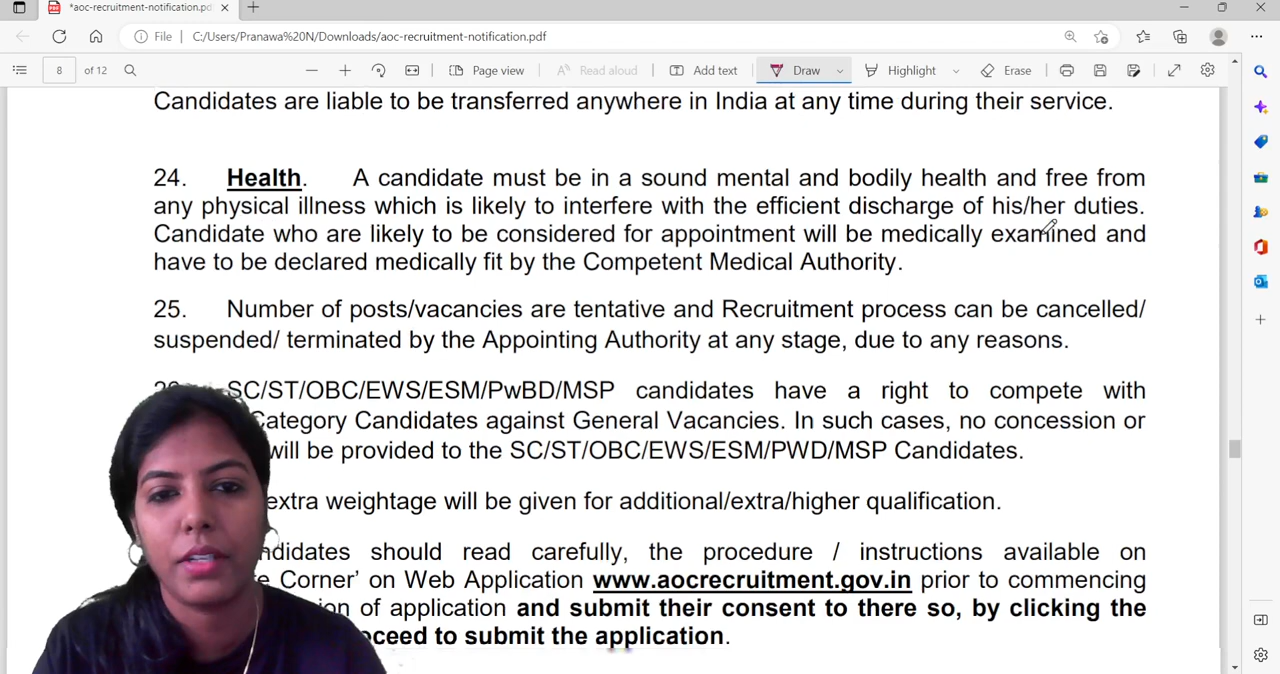 *aoc-recruitment-notification.pd
File
C:/Users/Pranawa%20N/Downloads/aoc-recruitment-notification.pdf
8 of 12
Page view
Read aloud
Add text
Draw
Highlight
Erase
Candidates are liable to be transferred anywhere in India at any time during their service.
24. Health. A candidate must be in a sound mental and bodily health and free from
any physical illness which is likely to interfere with the efficient discharge of his/her duties.
Candidate who are likely to be considered for appointment will be medically examined and
have to be declared medically fit by the Competent Medical Authority.
25. Number of posts/vacancies are tentative and Recruitment process can be cancelled/
suspended/ terminated by the Appointing Authority at any stage, due to any reasons.
SC/ST/OBC/EWS/ESM/PwBD/MSP candidates have a right to compete with
Category Candidates against General Vacancies. In such cases, no concession or
will be provided to the SC/ST/OBC/EWS/ESM/PWD/MSP Candidates.
extra weightage will be given for additional/extra/higher qualification.
should read carefully, the procedure / instructions available on
Corner' on Web Application www.aocrecruitment.gov.in prior to commencing
of application and submit their consent to there so, by clicking the
to submit the application.